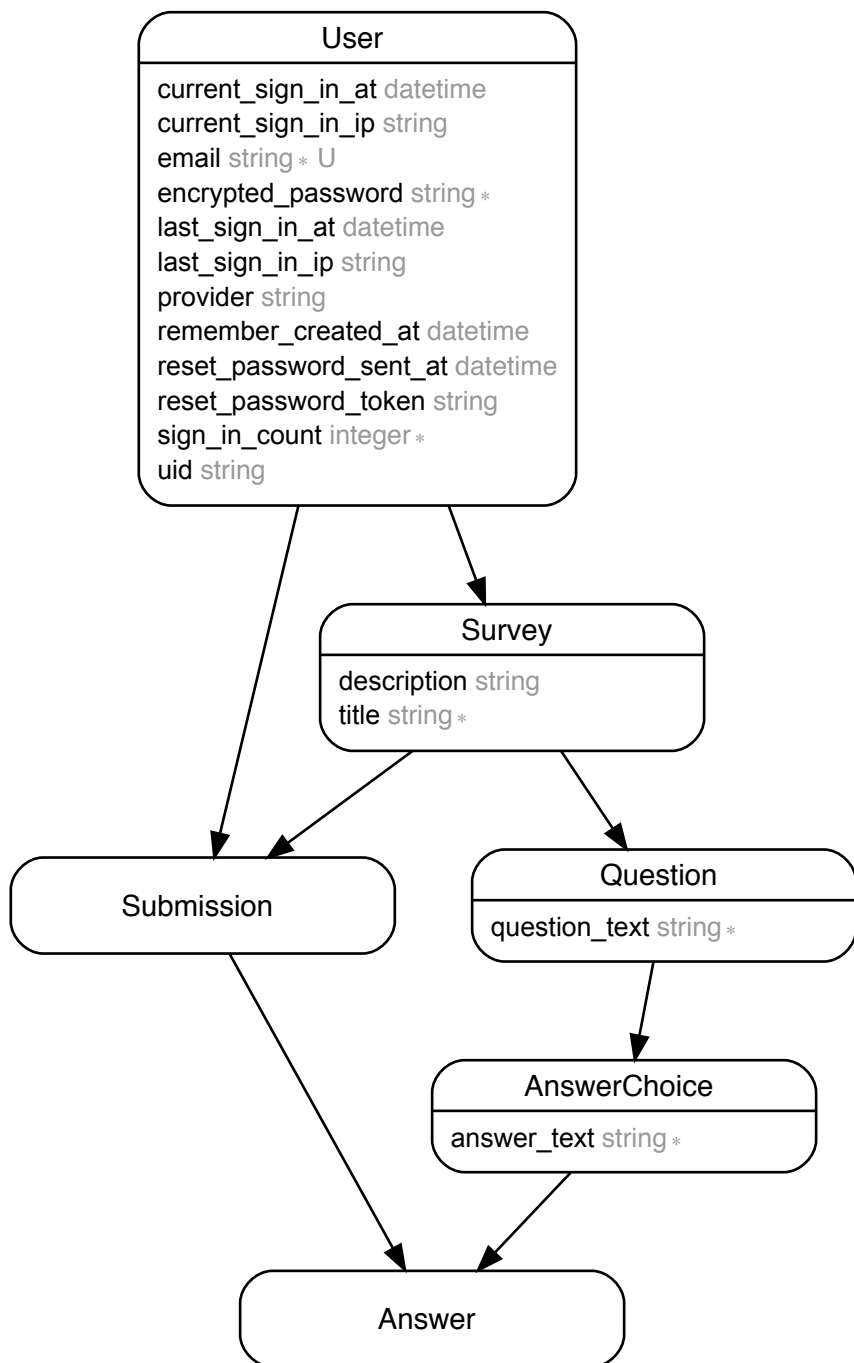 User
current_sign_in_at datetime
current_sign_in_ip string
email string * U
encrypted_password string *
last_sign_in_at datetime
last_sign_in_ip string
provider string
remember_created_at datetime
reset_password_sent_at datetime
reset_password_token string
sign_in_count integer *
uid string
Survey
description string
title string *
Submission
Question
question_text string *
AnswerChoice
answer_text string *
Answer